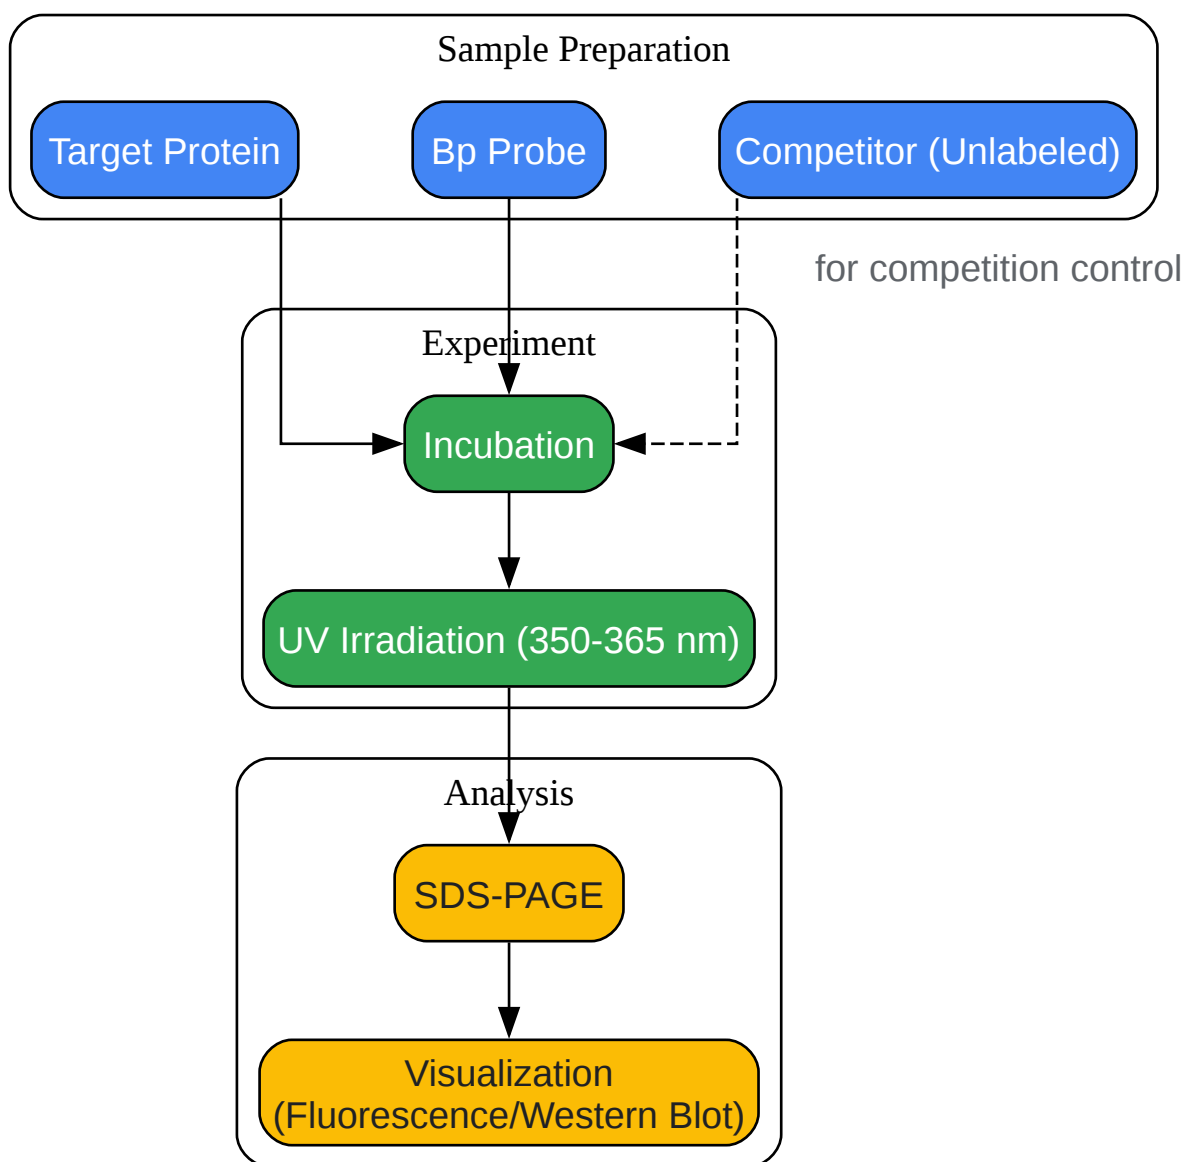 Sample Preparation
Target Protein
Bp Probe
Competitor (Unlabeled)
for competition control
Experiment
Incubation
UV Irradiation (350-365 nm)
Analysis
SDS-PAGE
Visualization
(Fluorescence/Western Blot)